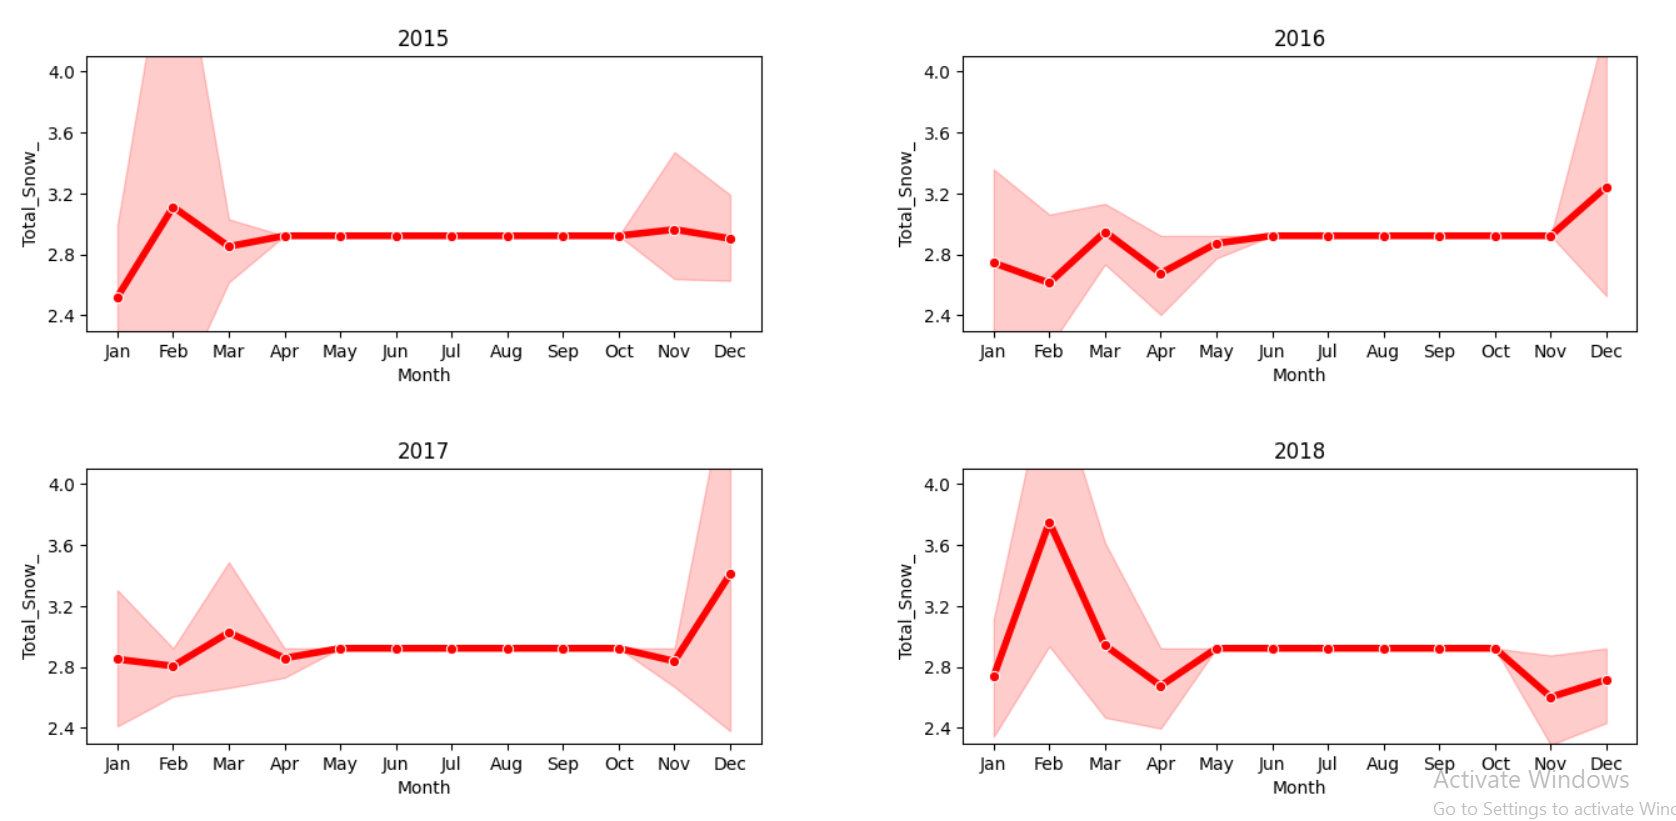 2015
4.0
3.6
3.2
2.8
2.4
Total_Snow_
Jan Feb Mar Apr May Jun Jul Aug Sep Oct Nov Dec
Month
2016
4.0
3.6
3.2
2.8
2.4
Total_Snow_
Jan Feb Mar Apr May Jun Jul Aug Sep Oct Nov Dec
Month
2017
4.0
3.6
3.2
2.8
2.4
Total_Snow_
Jan Feb Mar Apr May Jun Jul Aug Sep Oct Nov Dec
Month
2018
4.0
3.6
3.2
2.8
2.4
Total_Snow_
Jan Feb Mar Apr May Jun Jul Aug Sep Oct Nov Dec
Month
Activate Windows
Go to Settings to activate Winc